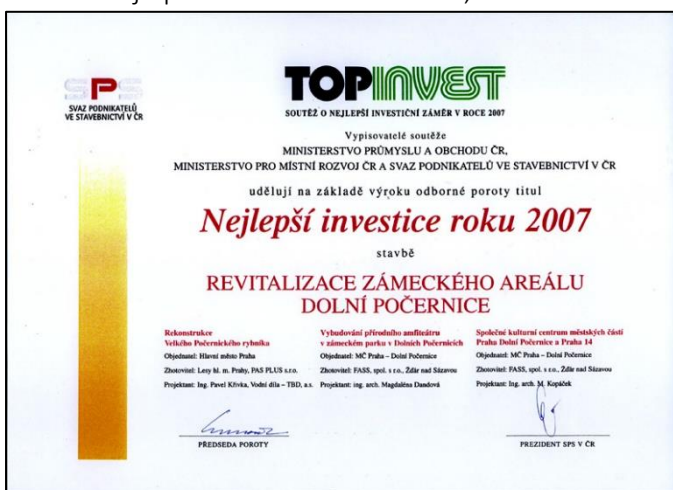 SPS
SVAZ PODNIKATELŮ
VE STAVEBNICTVÍ V ČR
TOPINVEST
SOUTĚŽ O NEJLEPŠÍ INVESTIČNÍ ZÁMĚR V ROCE 2007
Vypisovatelé soutěže
MINISTERSTVO PRŮMYSLU A OBCHODU ČR,
MINISTERSTVO PRO MÍSTNÍ ROZVOJ ČR A SVAZ PODNIKATELŮ VE STAVEBNICTVÍ V ČR
udělují na základě výroku odborné poroty titul
Nejlepší investice roku 2007
stavbě
REVITALIZACE ZÁMECKÉHO AREÁLU
DOLNÍ POČERNICE
Rekonstrukce
Velkého Počernického rybníka
Objednatel: Hlavní město Praha
Zhotovitel: Lesy hl. m. Prahy, PAS PLUS s.r.o.
Projektant: Ing. Pavel Křivka, Vodní díla – TBD, a.s.
Vybudování přírodního amfiteátru
v zámeckém parku v Dolních Počernicích
Objednatel: MČ Praha – Dolní Počernice
Zhotovitel: FASS, spol. s r.o., Žďár nad Sázavou
Projektant: ing. arch. Magdaléna Dandová
Společné kulturní centrum městských částí
Praha Dolní Počernice a Praha 14
Objednatel: MČ Praha – Dolní Počernice
Zhotovitel: FASS, spol. s r.o., Žďár nad Sázavou
Projektant: ing. arch. M. Kopáček
PŘEDSEDA POROTY
PREZIDENT SPS V ČR